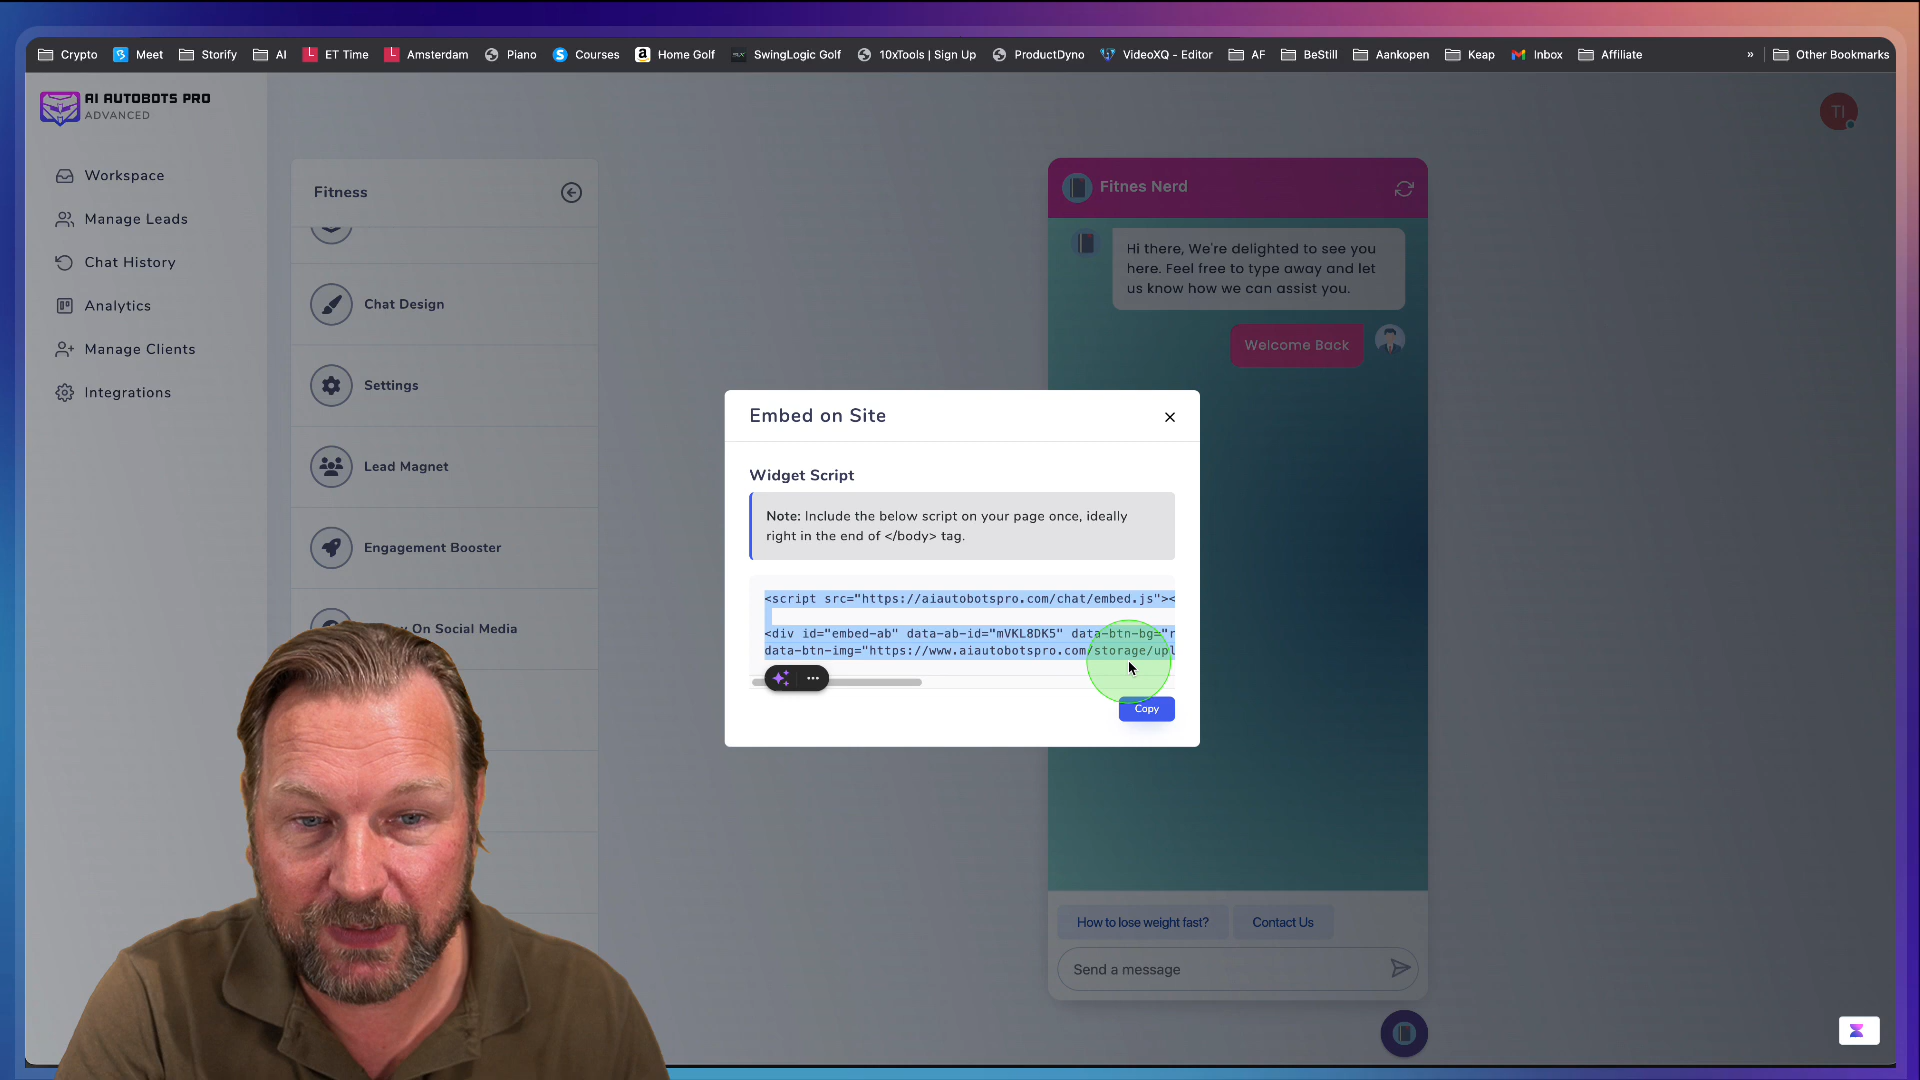 Crypto Meet Storify AI ET Time Amsterdam Piano Courses Home Golf SwingLogic Golf 10xTools | Sign Up ProductDyno VideoXQ - Editor AF BeStill Aankopen Keap Inbox Affiliate » Other Bookmarks
AI AUTOBOTS PRO
ADVANCED
TI
Workspace
Manage Leads
Chat History
Analytics
Manage Clients
Integrations
Fitness
Chat Design
Settings
Lead Magnet
Engagement Booster
On Social Media
Fitnes Nerd
Hi there, We're delighted to see you
here. Feel free to type away and let
us know how we can assist you.
Welcome Back
Embed on Site
Widget Script
Note: Include the below script on your page once, ideally
right in the end of </body> tag.
<script src="https://aiautobotspro.com/chat/embed.js"><
<div id="embed-ab" data-ab-id="mVKL8DK5" data-btn-bg="r
data-btn-img="https://www.aiautobotspro.com/storage/upl
Copy
How to lose weight fast? Contact Us
Send a message